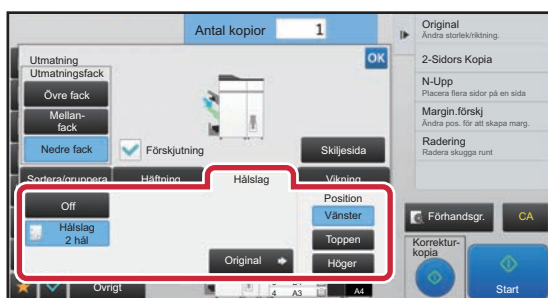 Antal kopior 1
OK
Utmatning
Utmatningsfack
Övre fack
Mellan-
fack
Nedre fack
Förskjutning
Skiljesida
Sortera/gruppera
Häftning
Hålslag
Vikning
Off
Hålslag
2 hål
Position
Vänster
Toppen
Höger
Original
Övrigt
4 A3
A4
Original
Ändra storlek/riktning.
2-Sidors Kopia
N-Upp
Placera flera sidor på en sida
Margin.förskj
Ändra pos. för att skapa marg.
Radering
Radera skugga runt
Förhandsgr.
CA
Korrektur-
kopia
Start